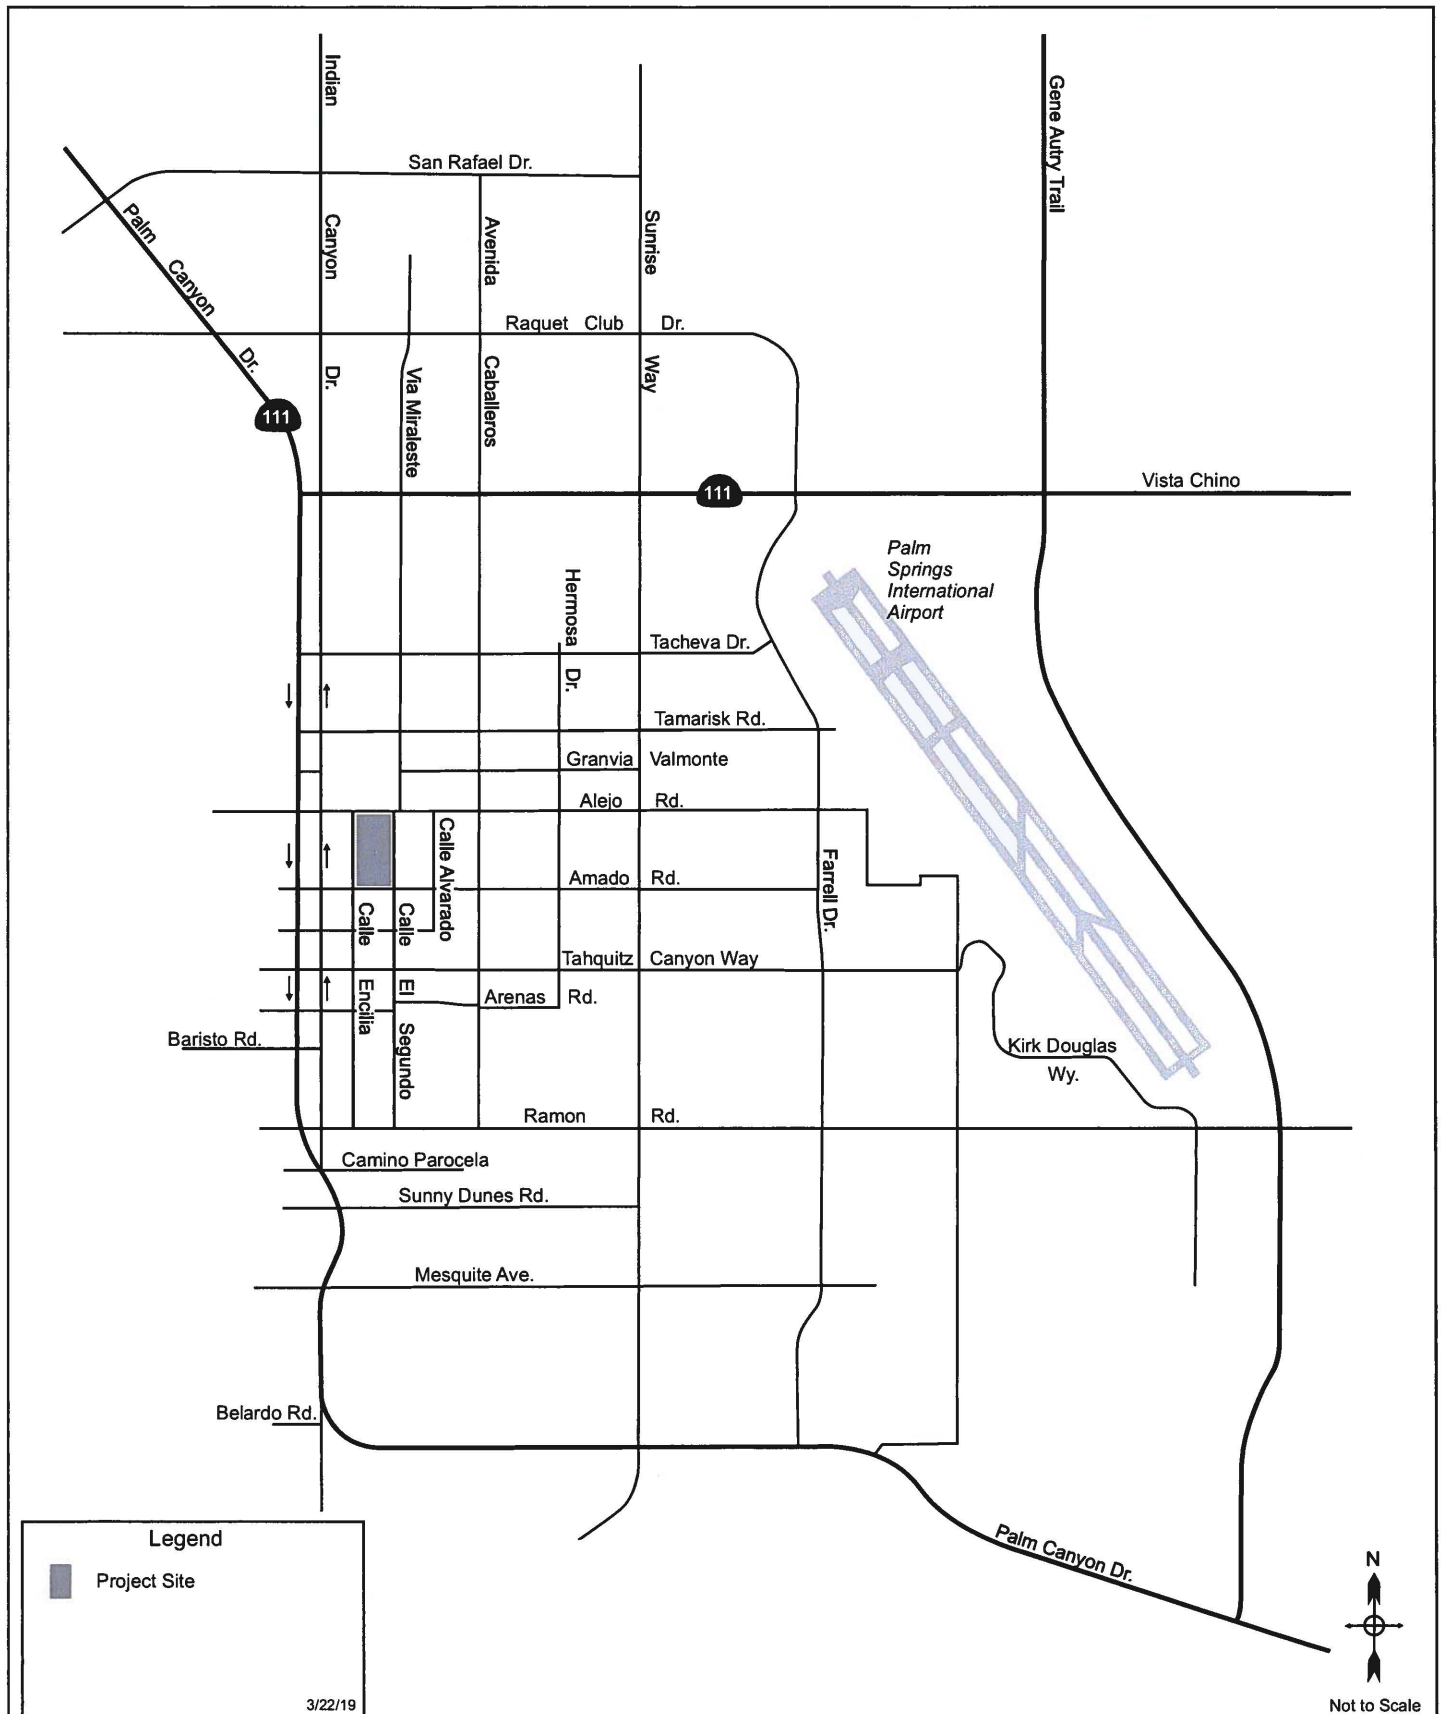 Indian
Canyon
Dr.
Gene Autry Trail
San Rafael Dr.
Palm
Canyon
Dr.
Avenida
Caballeros
Sunrise
Way
Raquet Club Dr.
Via Miraleste
111
111
Vista Chino
Palm
Springs
International
Airport
Hermosa
Dr.
Tacheva Dr.
Tamarisk Rd.
Granvia Valmonte
Alejo Rd.
Calle Alvarado
Farrell Dr.
Amado Rd.
Calle
Encilia
Calle
El
Segundo
Tahquitz Canyon Way
Arenas Rd.
Baristo Rd.
Kirk Douglas
Wy.
Ramon Rd.
Camino Parocela
Sunny Dunes Rd.
Mesquite Ave.
Belardo Rd.
Palm Canyon Dr.
Legend
Project Site
3/22/19
N
Not to Scale